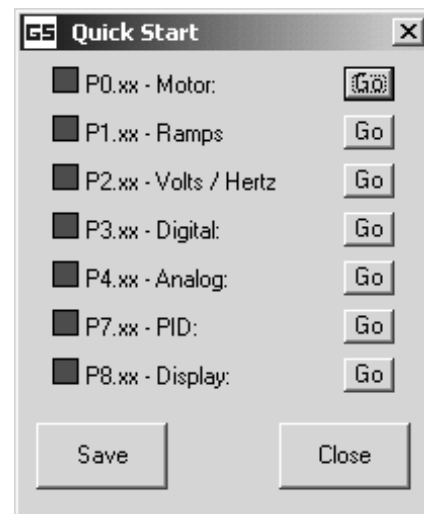 GS Quick Start
P0.xx - Motor: Go
P1.xx - Ramps Go
P2.xx - Volts / Hertz Go
P3.xx - Digital: Go
P4.xx - Analog: Go
P7.xx - PID: Go
P8.xx - Display: Go
Save Close